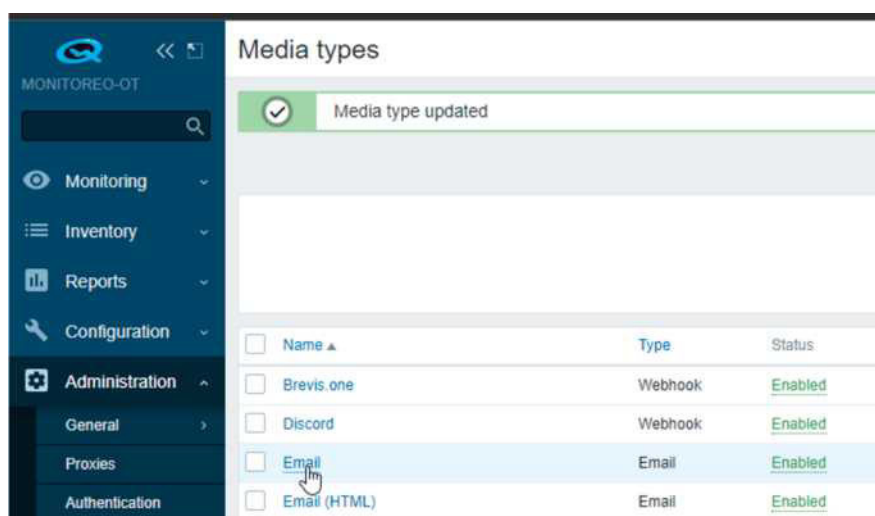 MONITOREO-OT
Media types
Media type updated
Monitoring
Inventory
Reports
Configuration
Administration
General
Proxies
Authentication
Name Type Status
Brevis.one Webhook Enabled
Discord Webhook Enabled
Email Email Enabled
Email (HTML) Email Enabled